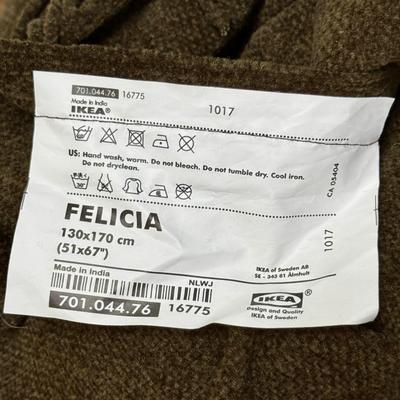 701.044.76 16775
Made in India
IKEA®
1017
US: Hand wash, warm. Do not bleach. Do not tumble dry. Cool iron.
Do not dryclean.
CA 05404
FELICIA
130x170 cm
(51x67")
1017
Made in India
NLWJ
701.044.76 16775
IKEA of Sweden AB
SE - 343 81 Älmhult
IKEA®
Design and Quality
IKEA of Sweden